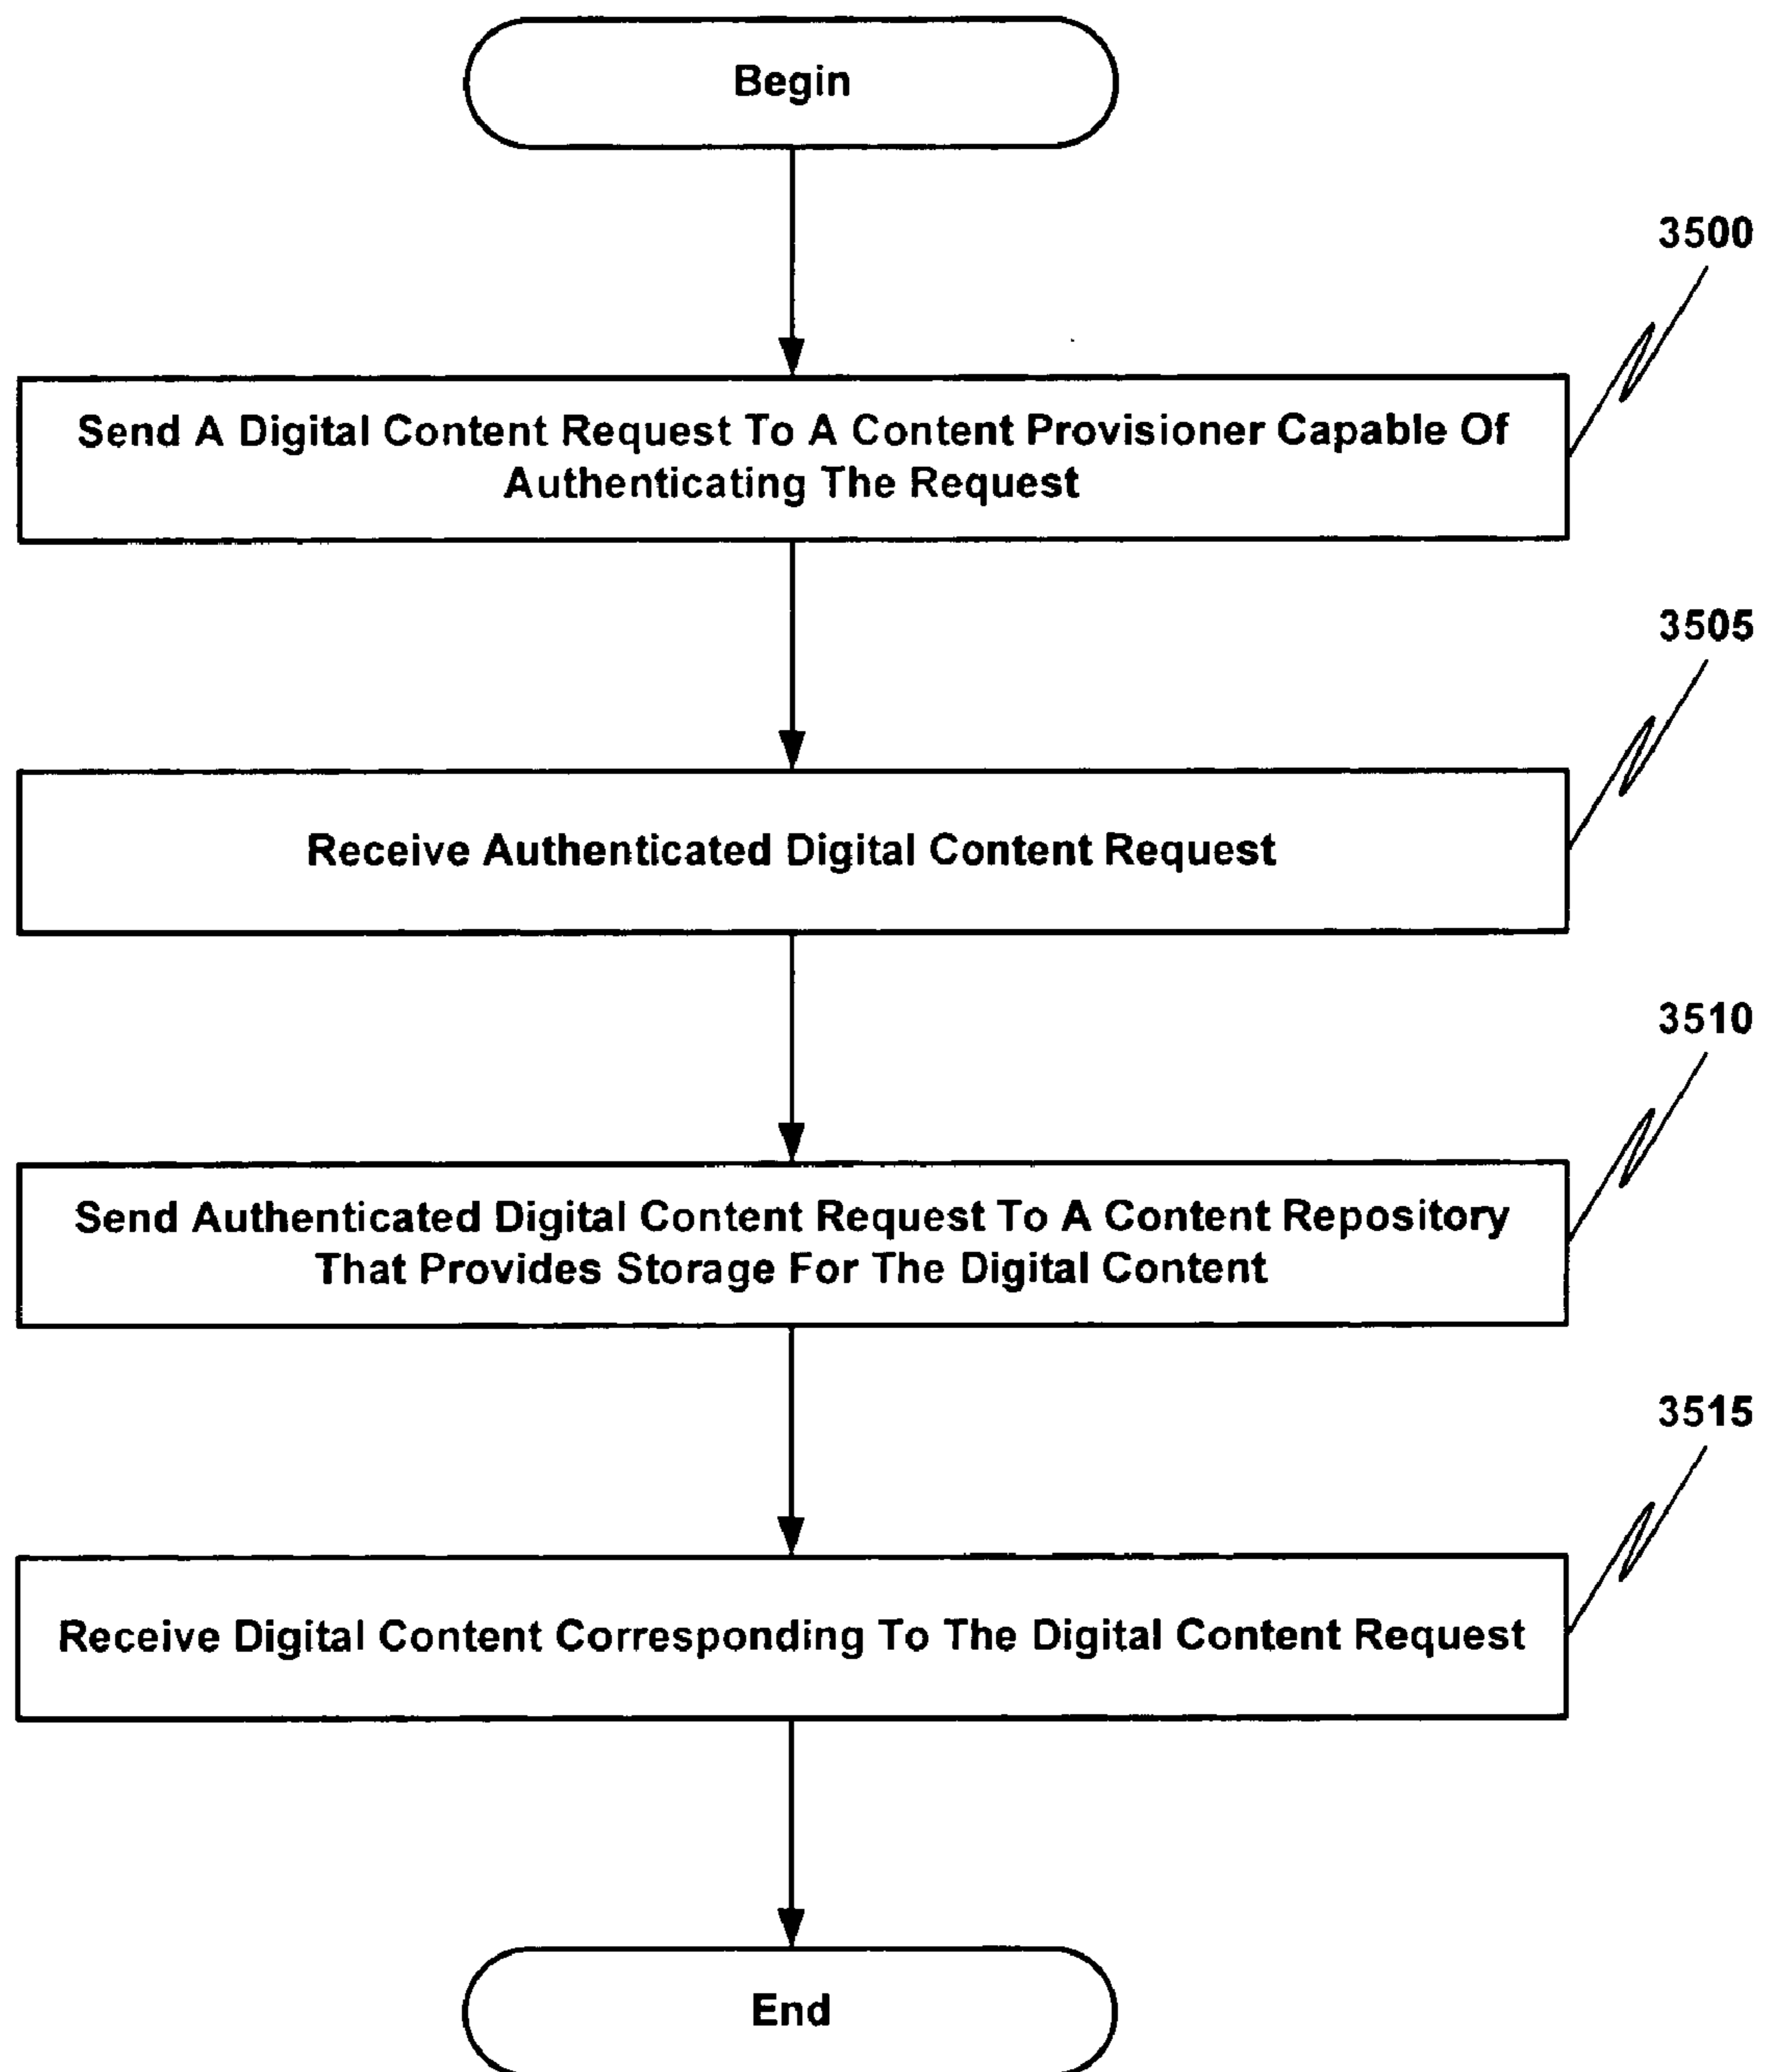 Begin
3500
Send A Digital Content Request To A Content Provisioner Capable Of
Authenticating The Request
3505
Receive Authenticated Digital Content Request
3510
Send Authenticated Digital Content Request To A Content Repository
That Provides Storage For The Digital Content
3515
Receive Digital Content Corresponding To The Digital Content Request
End